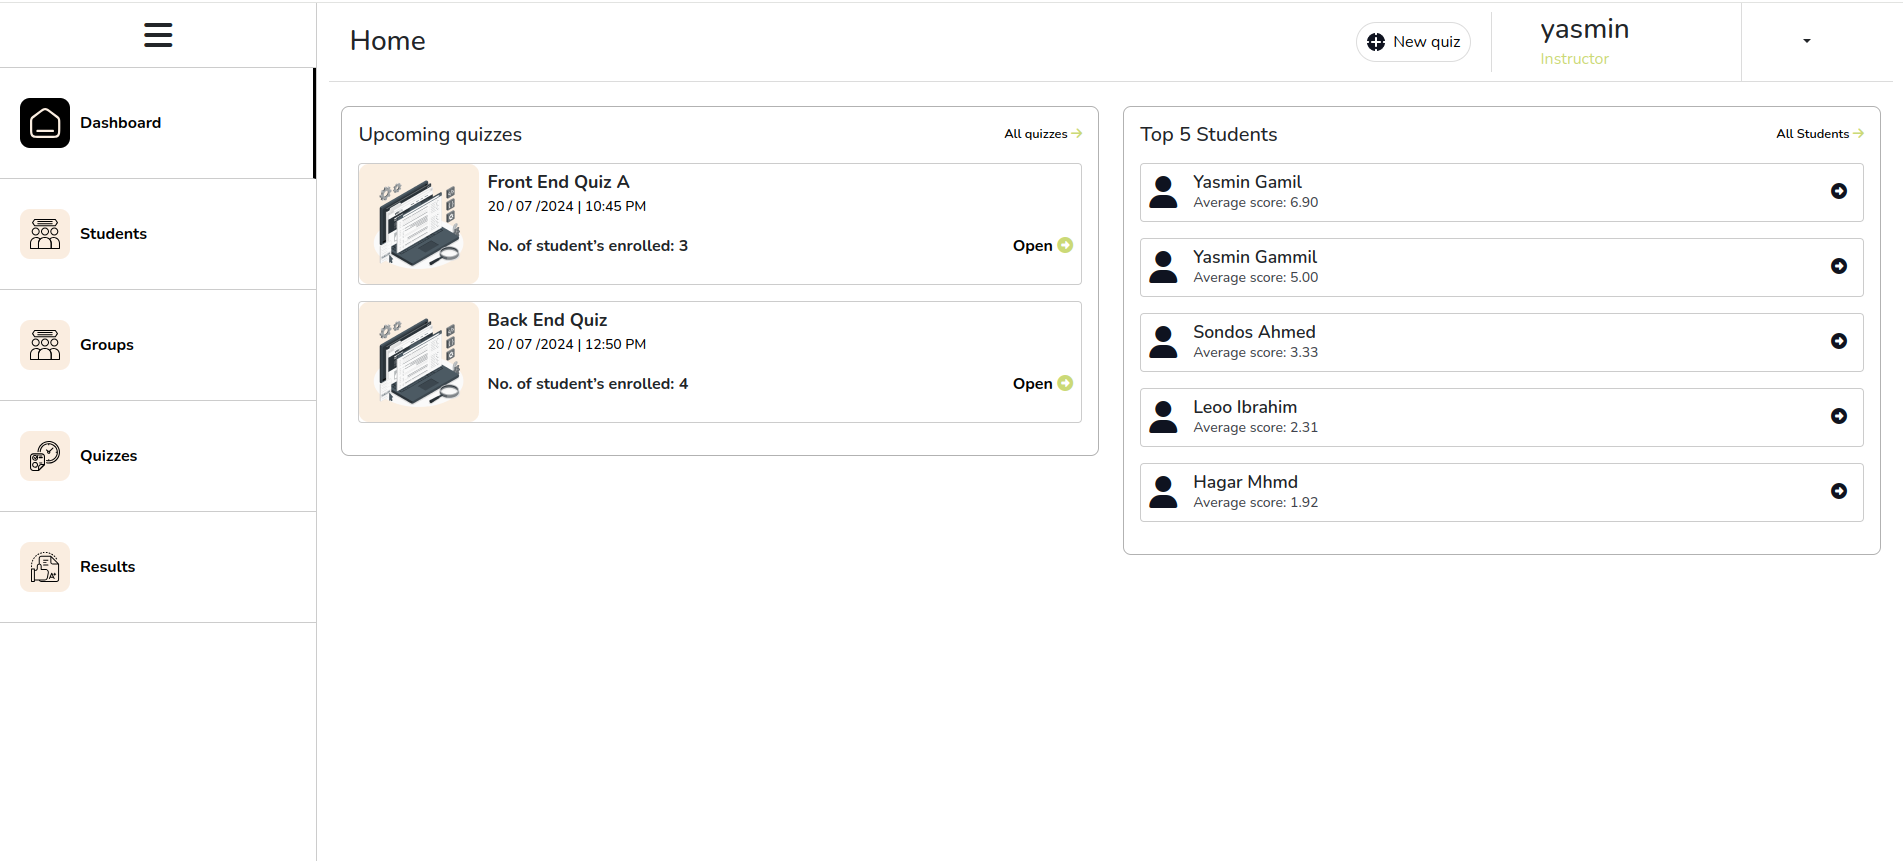 Home
New quiz
yasmin
Instructor
Dashboard
Students
Groups
Quizzes
Results
Upcoming quizzes
All quizzes
Front End Quiz A
20 / 07 /2024 | 10:45 PM
No. of student’s enrolled: 3
Open
Back End Quiz
20 / 07 /2024 | 12:50 PM
No. of student’s enrolled: 4
Open
Top 5 Students
All Students
Yasmin Gamil
Average score: 6.90
Yasmin Gammil
Average score: 5.00
Sondos Ahmed
Average score: 3.33
Leoo Ibrahim
Average score: 2.31
Hagar Mhmd
Average score: 1.92